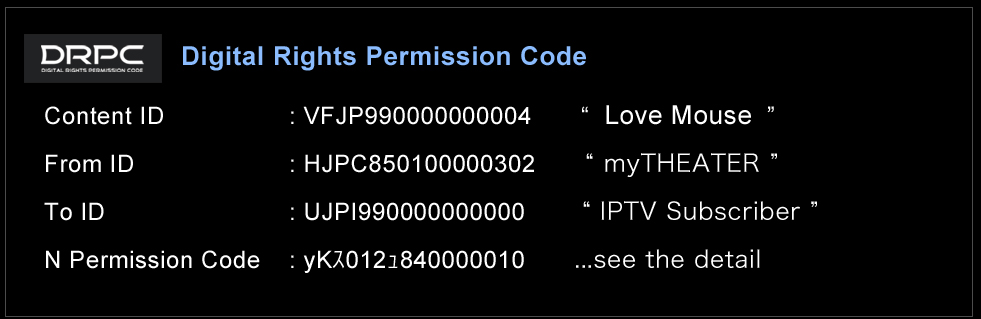 DRPC Digital Rights Permission Code
DIGITAL RIGHTS PERMISSION CODE
Content ID : VFJP990000000004 “ Love Mouse ”
From ID : HJPC850100000302 “ myTHEATER ”
To ID : UJPI990000000000 “ IPTV Subscriber ”
N Permission Code : yKｽ012ｭ840000010 ...see the detail